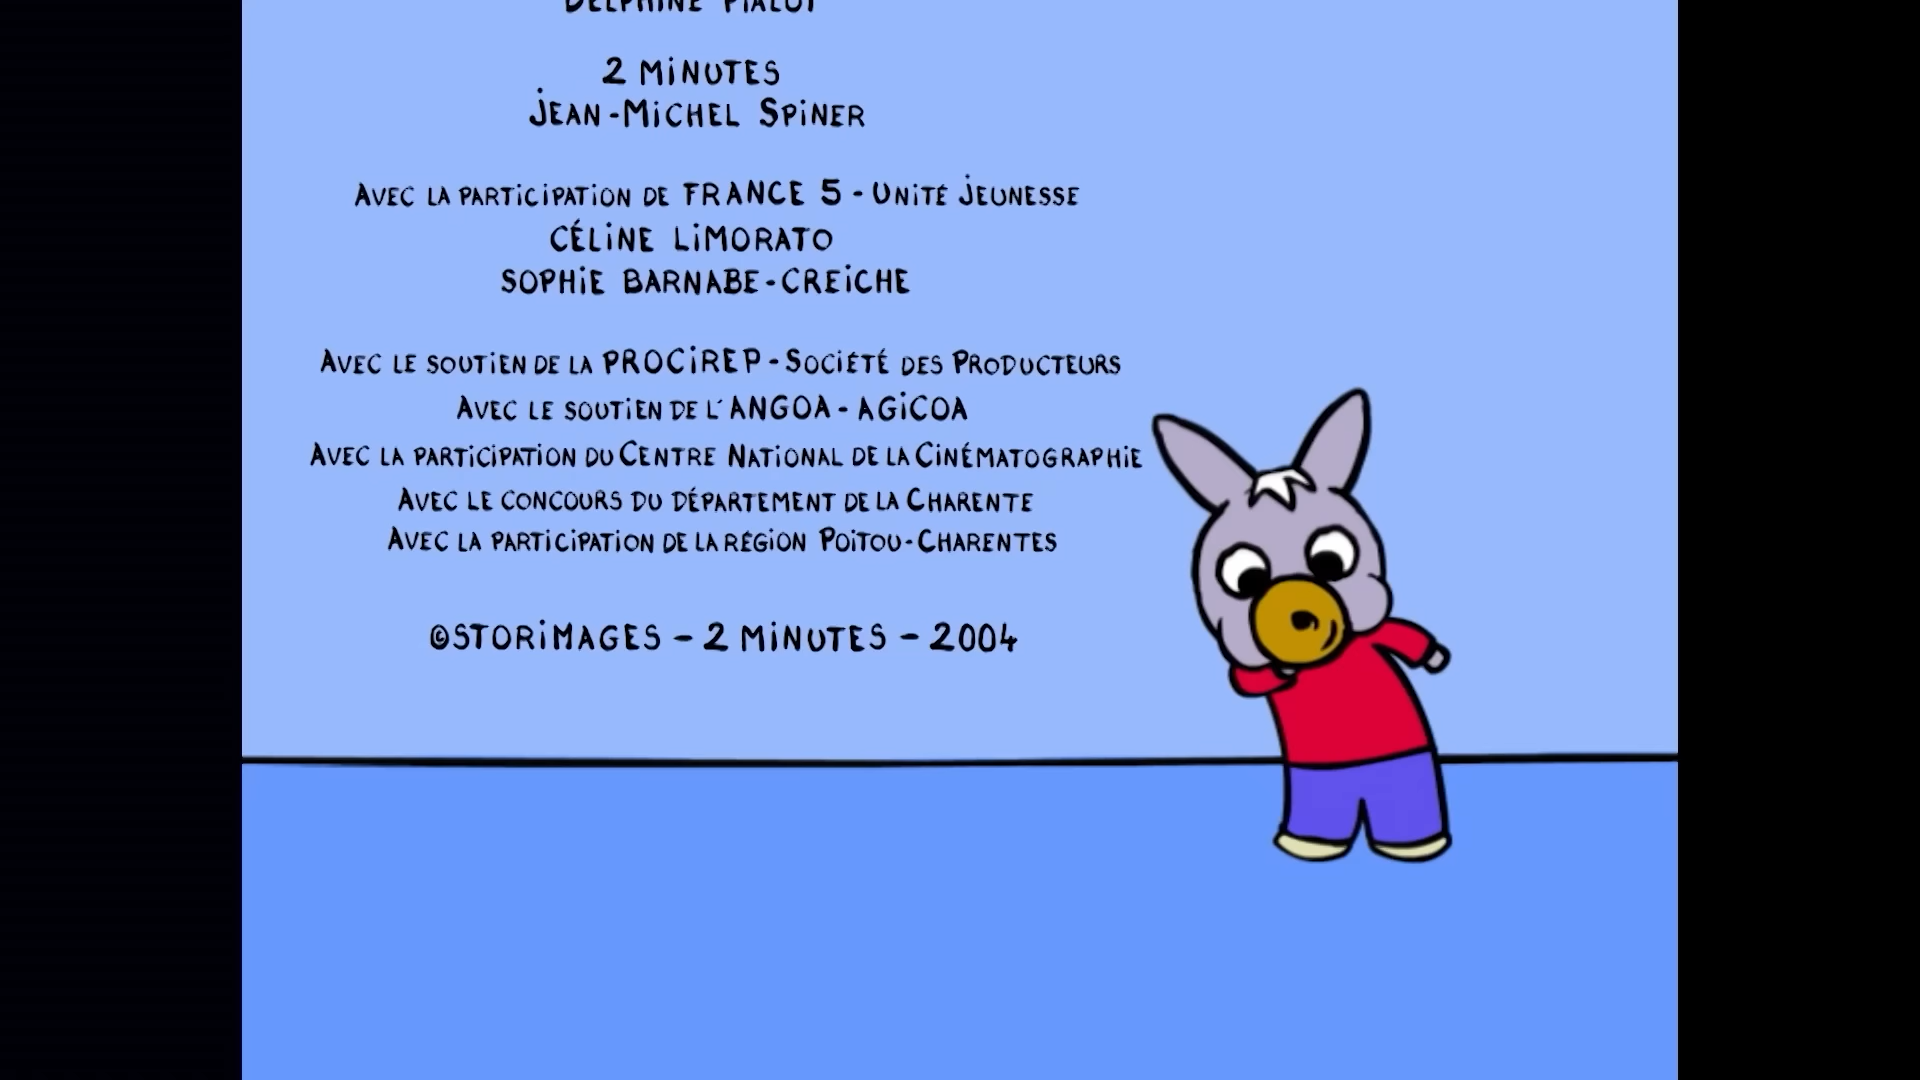 DELPHINE PIALOT
2 MINUTES
JEAN-MICHEL SPINER
AVEC LA PARTICIPATION DE FRANCE 5 - UNITÉ JEUNESSE
CÉLINE LIMORATO
SOPHIE BARNABE-CREICHE
AVEC LE SOUTIEN DE LA PROCIREP - SOCIÉTÉ DES PRODUCTEURS
AVEC LE SOUTIEN DE L'ANGOA - AGICOA
AVEC LA PARTICIPATION DU CENTRE NATIONAL DE LA CINÉMATOGRAPHIE
AVEC LE CONCOURS DU DÉPARTEMENT DE LA CHARENTE
AVEC LA PARTICIPATION DE LA RÉGION POITOU-CHARENTES
©STORIMAGES - 2 MINUTES - 2004